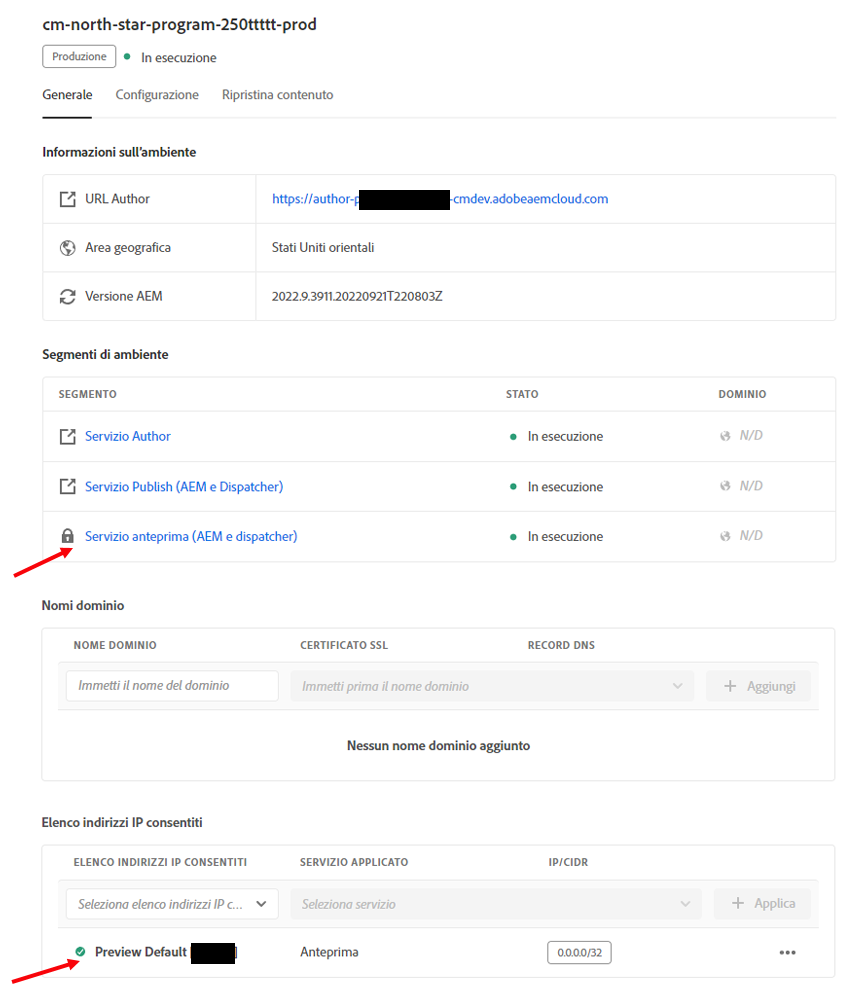 cm-north-star-program-250ttttt-prod
Produzione In esecuzione
Generale Configurazione Ripristina contenuto
Informazioni sull'ambiente
URL Author https://author-p -cmdev.adobeaemcloud.com
Area geografica Stati Uniti orientali
Versione AEM 2022.9.3911.20220921T220803Z
Segmenti di ambiente
SEGMENTO STATO DOMINIO
Servizio Author In esecuzione N/D
Servizio Publish (AEM e Dispatcher) In esecuzione N/D
Servizio anteprima (AEM e dispatcher) In esecuzione N/D
Nomi dominio
NOME DOMINIO CERTIFICATO SSL RECORD DNS
Immetti il nome del dominio Immetti prima il nome dominio + Aggiungi
Nessun nome dominio aggiunto
Elenco indirizzi IP consentiti
ELENCO INDIRIZZI IP CONSENTITI SERVIZIO APPLICATO IP/CIDR
Seleziona elenco indirizzi IP c... Seleziona servizio + Applica
Preview Default [ ] Anteprima 0.0.0.0/32 •••